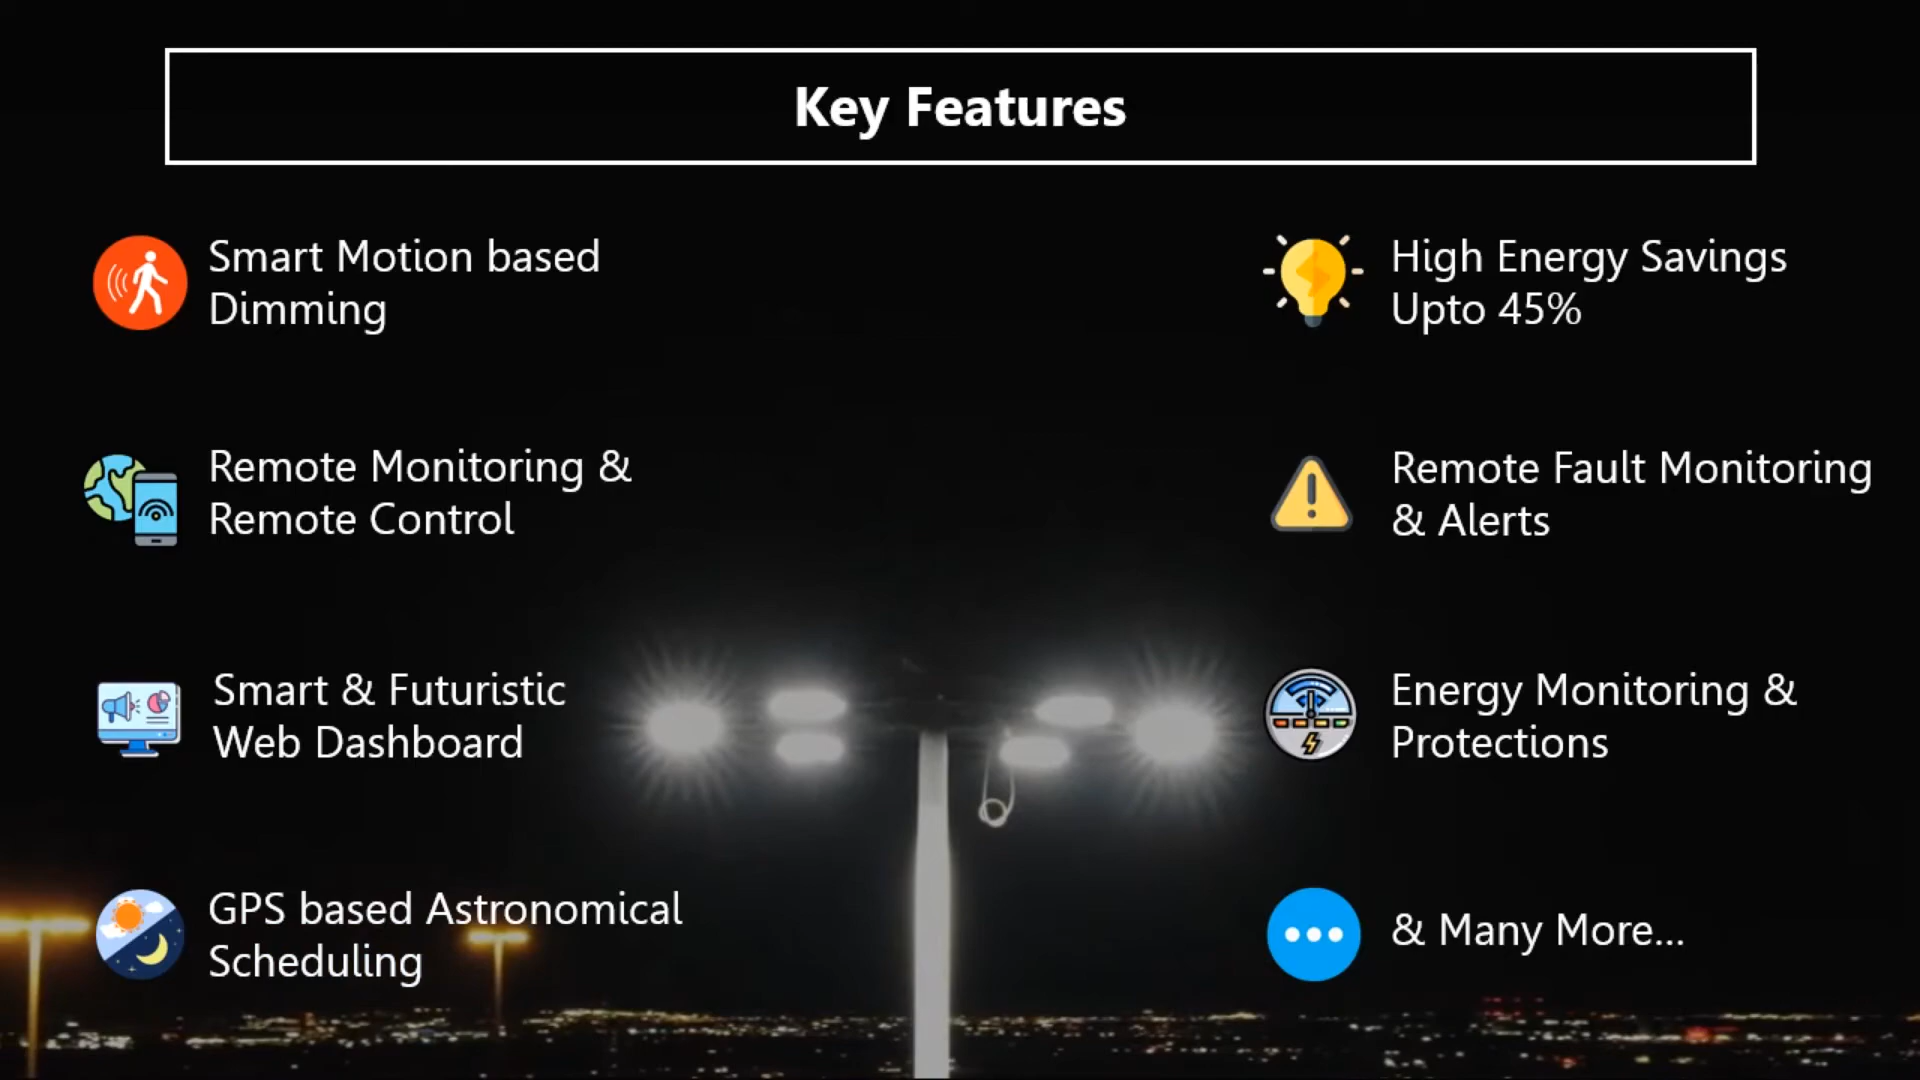 Key Features
Smart Motion based
Dimming
High Energy Savings
Upto 45%
Remote Monitoring &
Remote Control
Remote Fault Monitoring
& Alerts
Smart & Futuristic
Web Dashboard
Energy Monitoring &
Protections
GPS based Astronomical
Scheduling
& Many More...